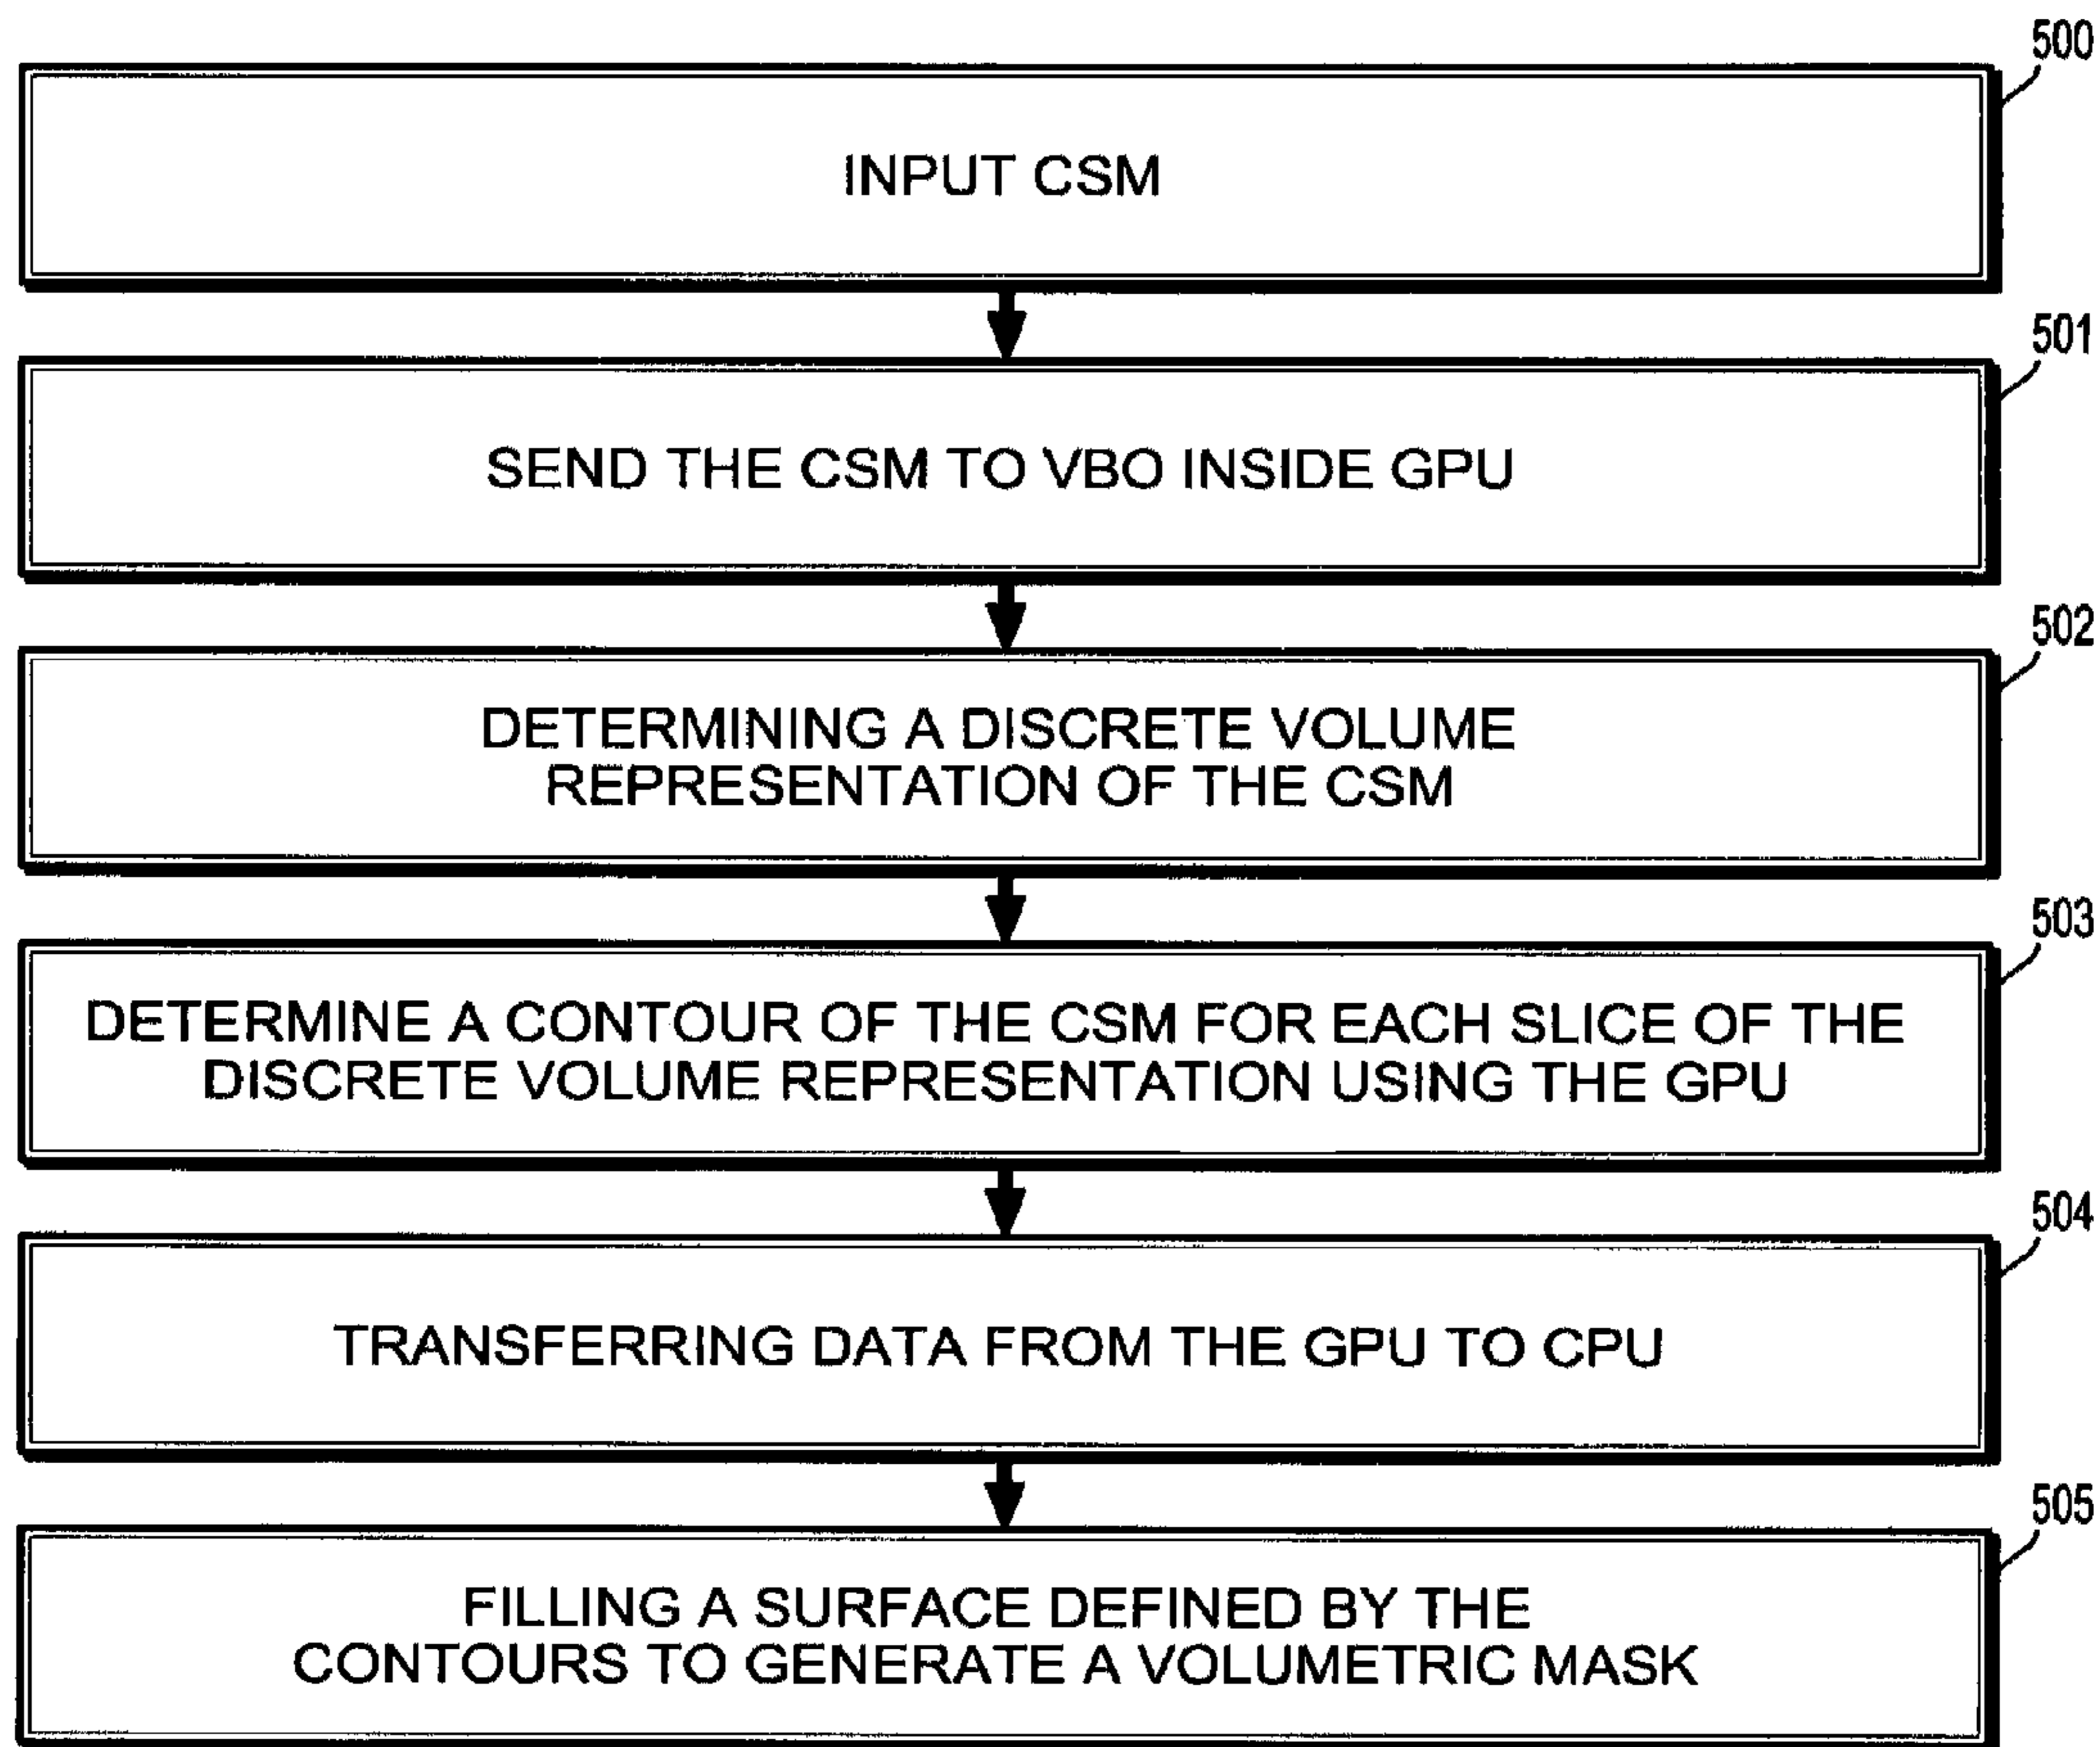 500
INPUT CSM
501
SEND THE CSM TO VBO INSIDE GPU
502
DETERMINING A DISCRETE VOLUME
REPRESENTATION OF THE CSM
503
DETERMINE A CONTOUR OF THE CSM FOR EACH SLICE OF THE
DISCRETE VOLUME REPRESENTATION USING THE GPU
504
TRANSFERRING DATA FROM THE GPU TO CPU
505
FILLING A SURFACE DEFINED BY THE
CONTOURS TO GENERATE A VOLUMETRIC MASK